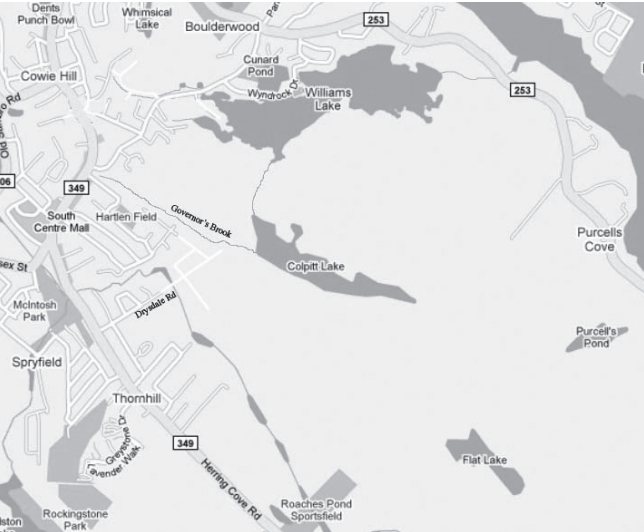 Dents
Punch Bowl
Whimsical
Lake
Boulderwood
253
Cowie Hill
Cunard
Pond
Wyndrock Dr
Williams
Lake
253
349
South
Centre Mall
Hartlen Field
Governor's Brook
Purcells
Cove
Colpitt Lake
McIntosh
Park
Drysdale Rd
Purcell's
Pond
Spryfield
Thornhill
349
Greystone Dr
Lavender Walk
Herring Cove Rd
Flat Lake
Roaches Pond
Sportsfield
Rockingstone
Park